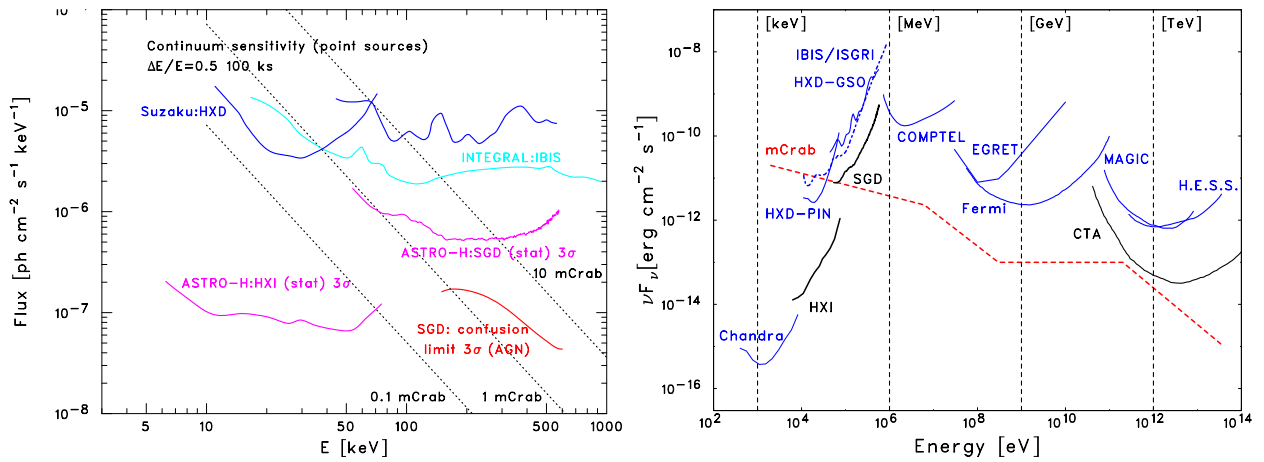 Continuum sensitivity (point sources)
ΔE/E=0.5 100 ks
Suzaku:HXD
INTEGRAL:IBIS
ASTRO-H:SGD (stat) 3σ
10 mCrab
ASTRO-H:HXI (stat) 3σ
SGD: confusion
limit 3σ (AGN)
0.1 mCrab
1 mCrab
Flux [ph cm⁻² s⁻¹ keV⁻¹]
10⁻⁵
10⁻⁶
10⁻⁷
10⁻⁸
5
10
50
100
500
1000
E [keV]
[keV]
[MeV]
[GeV]
[TeV]
IBIS/ISGRI
HXD-GSO
COMPTEL
EGRET
MAGIC
mCrab
SGD
Fermi
H.E.S.S.
HXD-PIN
CTA
HXI
Chandra
νFν[erg cm⁻² s⁻¹]
10⁻⁸
10⁻¹⁰
10⁻¹²
10⁻¹⁴
10⁻¹⁶
10²
10⁴
10⁶
10⁸
10¹⁰
10¹²
10¹⁴
Energy [eV]